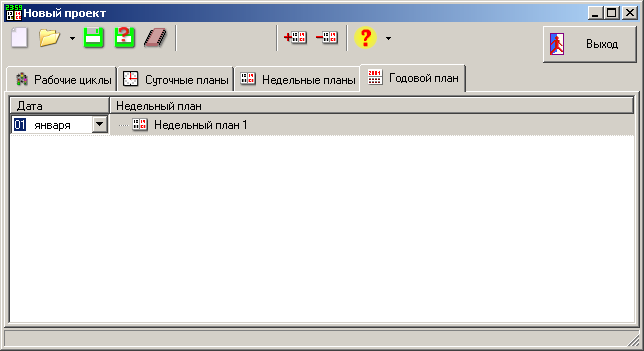 Новый проект
Выход
Рабочие циклы Суточные планы Недельные планы Годовой план
Дата Недельный план
01 января Недельный план 1